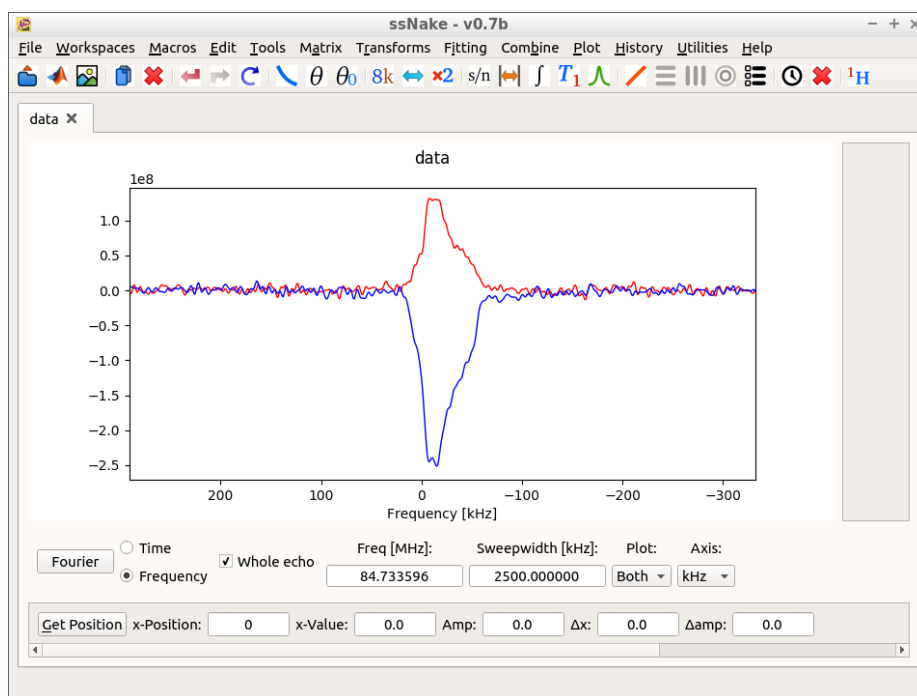 ssNake - v0.7b
File Workspaces Macros Edit Tools Matrix Transforms Fitting Combine Plot History Utilities Help
θ θ0 8k ×2 s/n ∫ T1 1H
data
data
1e8
1.0
0.5
0.0
−0.5
−1.0
−1.5
−2.0
−2.5
200 100 0 −100 −200 −300
Frequency [kHz]
Fourier
Time
Frequency
Whole echo
Freq [MHz]: Sweepwidth [kHz]: Plot: Axis:
84.733596 2500.000000 Both kHz
Get Position x-Position: 0 x-Value: 0.0 Amp: 0.0 Δx: 0.0 Δamp: 0.0